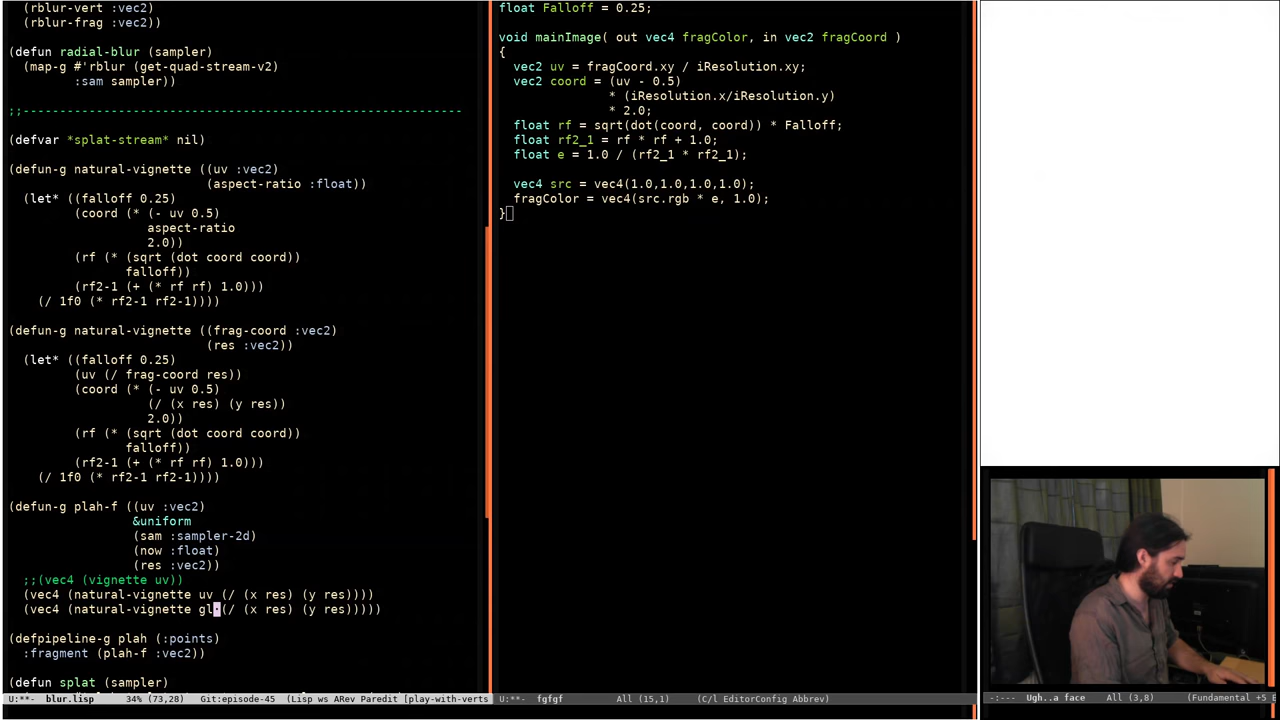 (rblur-vert :vec2)
(rblur-frag :vec2))
(defun radial-blur (sampler)
(map-g #'rblur (get-quad-stream-v2)
:sam sampler))
;;------------------------------------------------------------
(defvar *splat-stream* nil)
(defun-g natural-vignette ((uv :vec2)
(aspect-ratio :float))
(let* ((falloff 0.25)
(coord (* (- uv 0.5)
aspect-ratio
2.0))
(rf (* (sqrt (dot coord coord))
falloff))
(rf2-1 (+ (* rf rf) 1.0)))
(/ 1f0 (* rf2-1 rf2-1))))
(defun-g natural-vignette ((frag-coord :vec2)
(res :vec2))
(let* ((falloff 0.25)
(uv (/ frag-coord res))
(coord (* (- uv 0.5)
(/ (x res) (y res))
2.0))
(rf (* (sqrt (dot coord coord))
falloff))
(rf2-1 (+ (* rf rf) 1.0)))
(/ 1f0 (* rf2-1 rf2-1))))
(defun-g plah-f ((uv :vec2)
&uniform
(sam :sampler-2d)
(now :float)
(res :vec2))
;;(vec4 (vignette uv))
(vec4 (natural-vignette uv (/ (x res) (y res))))
(vec4 (natural-vignette gl-(/ (x res) (y res)))))
(defpipeline-g plah (:points)
:fragment (plah-f :vec2))
(defun splat (sampler)
U:**- blur.lisp 34% (73,28) Git:episode-45 (Lisp ws ARev Paredit [play-with-verts
float Falloff = 0.25;
void mainImage( out vec4 fragColor, in vec2 fragCoord )
{
vec2 uv = fragCoord.xy / iResolution.xy;
vec2 coord = (uv - 0.5)
* (iResolution.x/iResolution.y)
* 2.0;
float rf = sqrt(dot(coord, coord)) * Falloff;
float rf2_1 = rf * rf + 1.0;
float e = 1.0 / (rf2_1 * rf2_1);
vec4 src = vec4(1.0,1.0,1.0,1.0);
fragColor = vec4(src.rgb * e, 1.0);
}
U:**- fgfgf All (15,1) (C/l EditorConfig Abbrev)
-:--- Ugh..a face All (3,8) (Fundamental +5 E